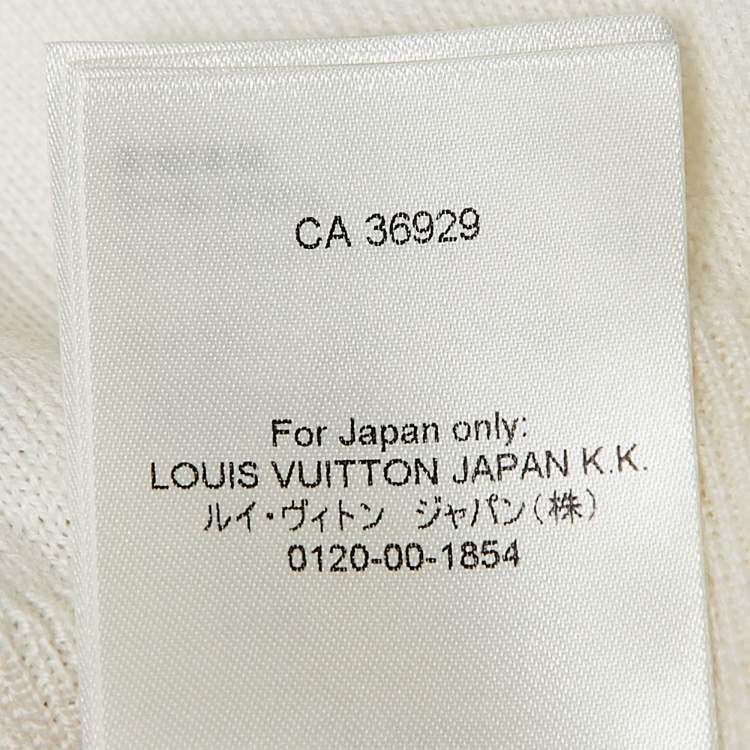 CA 36929
For Japan only:
LOUIS VUITTON JAPAN K.K.
ルイ・ヴィトン ジャパン(株)
0120-00-1854